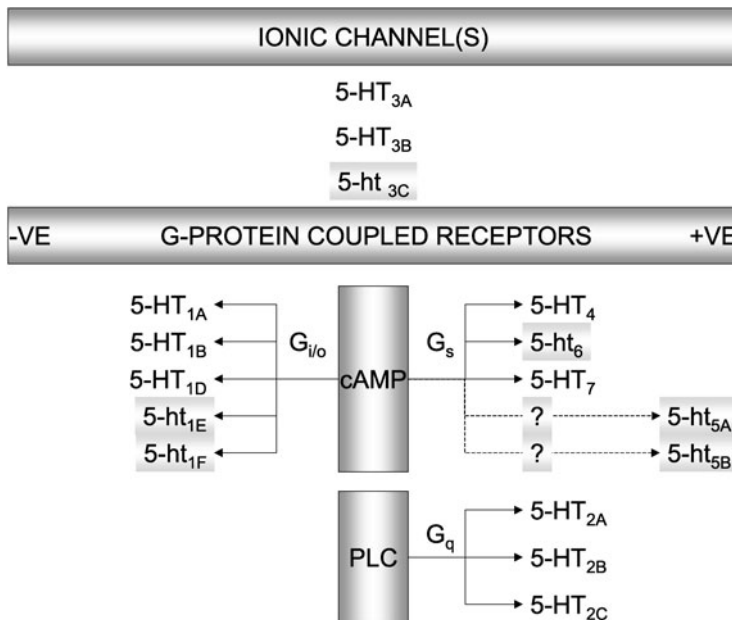 IONIC CHANNEL(S)
5-HT3A
5-HT3B
5-ht 3C
-VE G-PROTEIN COUPLED RECEPTORS +VE
5-HT1A 5-HT4
5-HT1B Gi/o Gs 5-ht6
5-HT1D cAMP 5-HT7
5-ht1E ? 5-ht5A
5-ht1F ? 5-ht5B
5-HT2A
PLC Gq 5-HT2B
5-HT2C